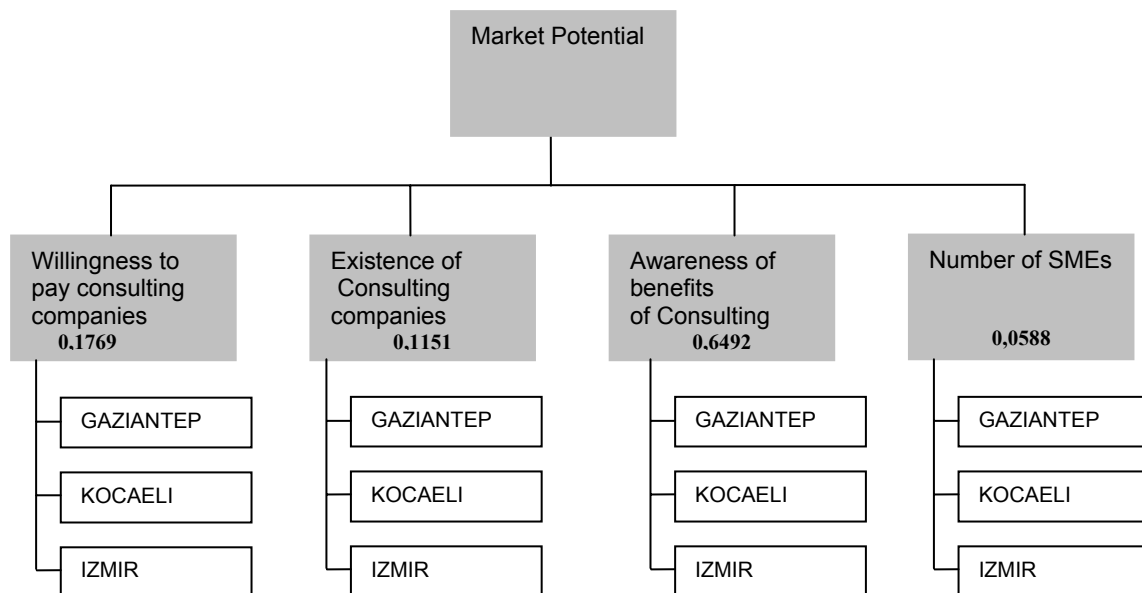 Market Potential
Willingness to
pay consulting
companies
0,1769
Existence of
Consulting
companies
0,1151
Awareness of
benefits
of Consulting
0,6492
Number of SMEs
0,0588
GAZIANTEP
KOCAELI
IZMIR
GAZIANTEP
KOCAELI
IZMIR
GAZIANTEP
KOCAELI
IZMIR
GAZIANTEP
KOCAELI
IZMIR